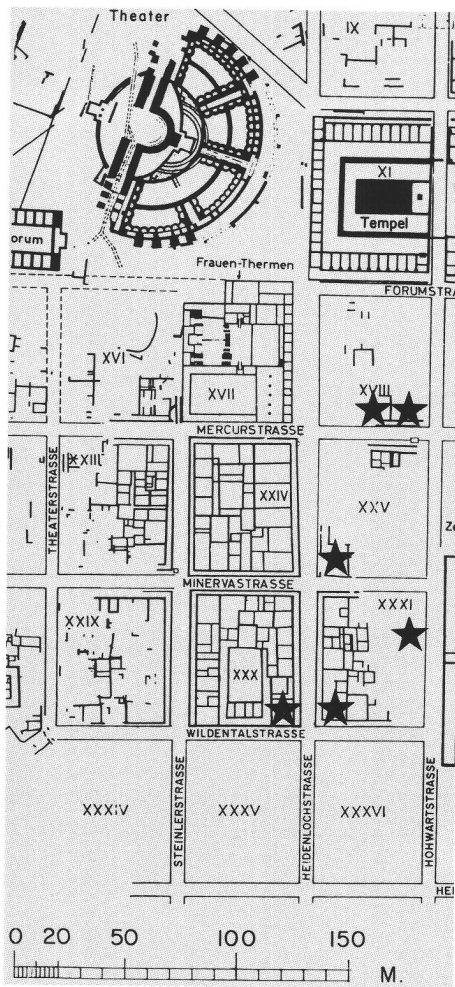 Theater
IX
XI
Tempel
orum
Frauen-Thermen
FORUMSTRA
XVI
XVII
XVIII
MERCURSTRASSE
XXIII
XXIV
XXV
THEATERSTRASSE
Ze
MINERVASTRASSE
XXIX
XXX
XXXI
WILDENTALSTRASSE
XXXIV
STEINLERSTRASSE
XXXV
HEIDENLOCHSTRASSE
XXXVI
HOHWARTSTRASSE
HEI
0 20 50 100 150
M.